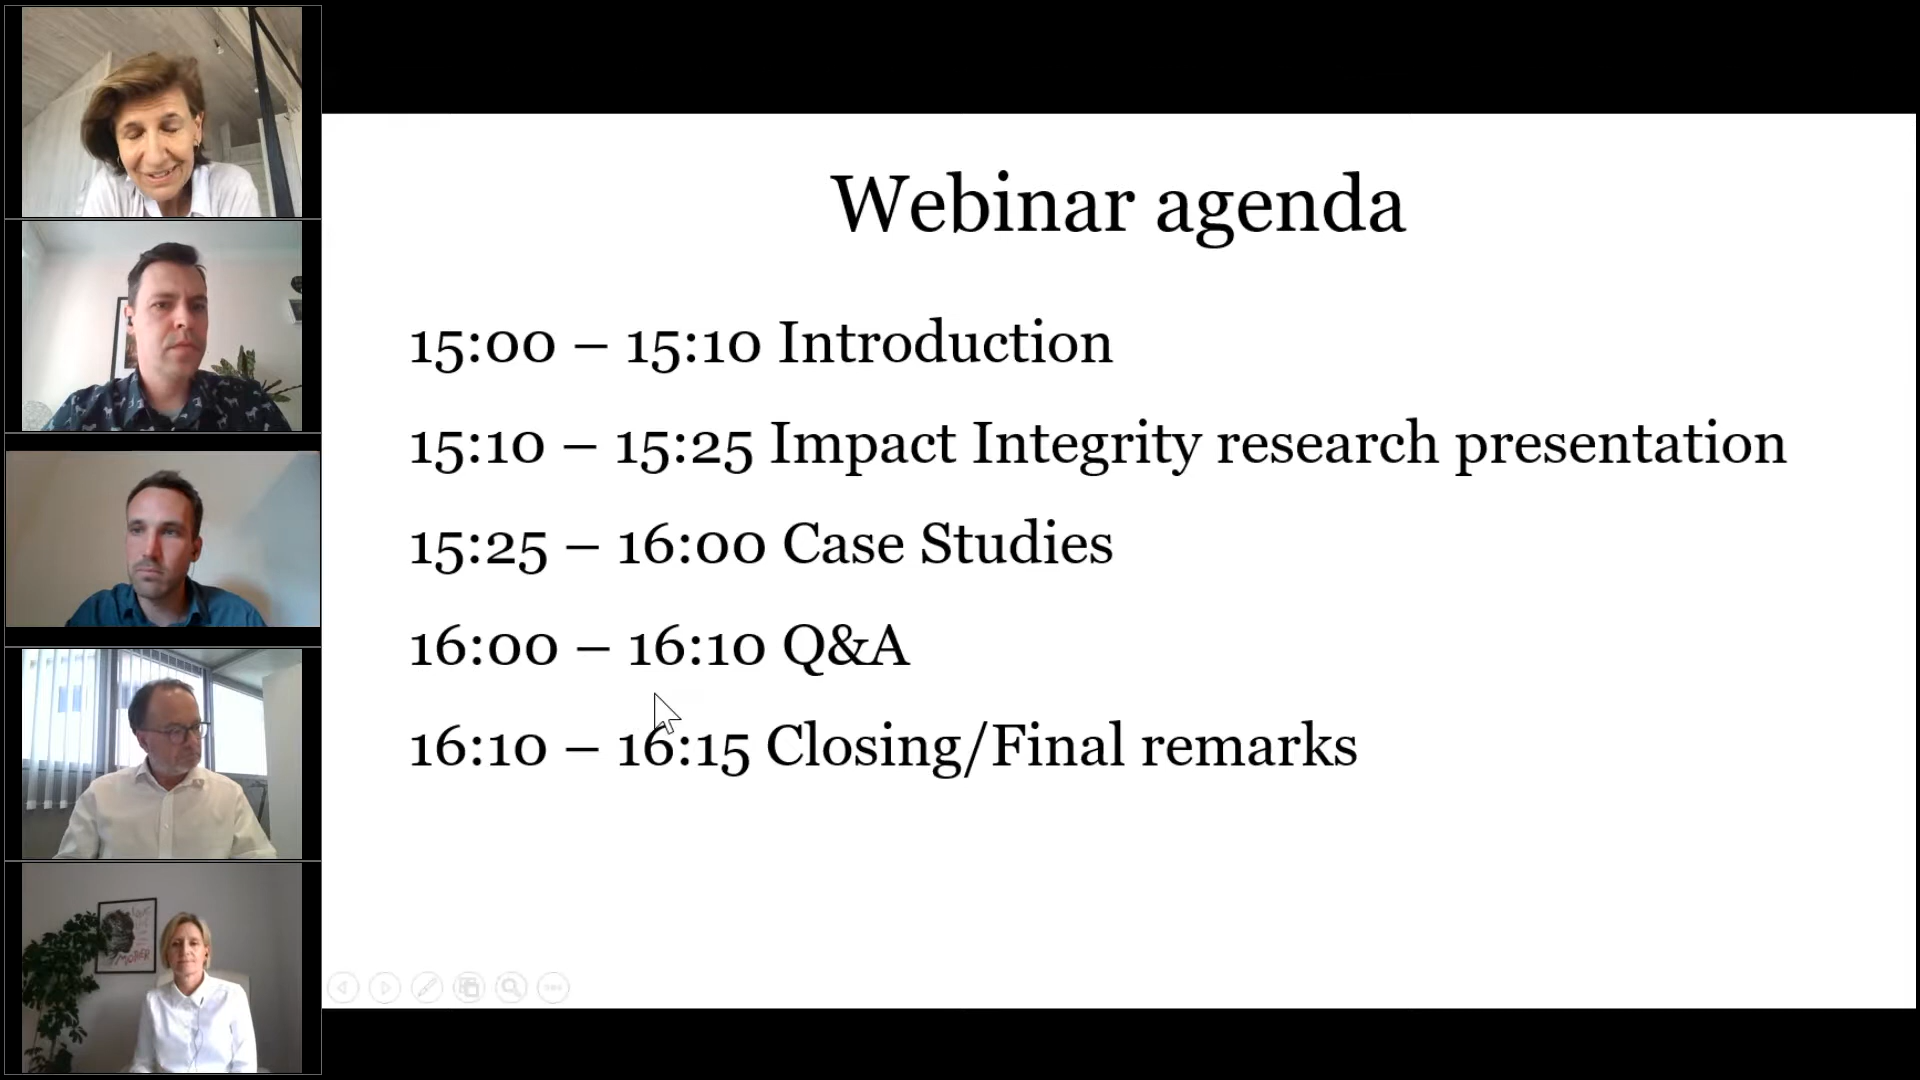 Webinar agenda
15:00 – 15:10 Introduction
15:10 – 15:25 Impact Integrity research presentation
15:25 – 16:00 Case Studies
16:00 – 16:10 Q&A
16:10 – 16:15 Closing/Final remarks
MOTHER